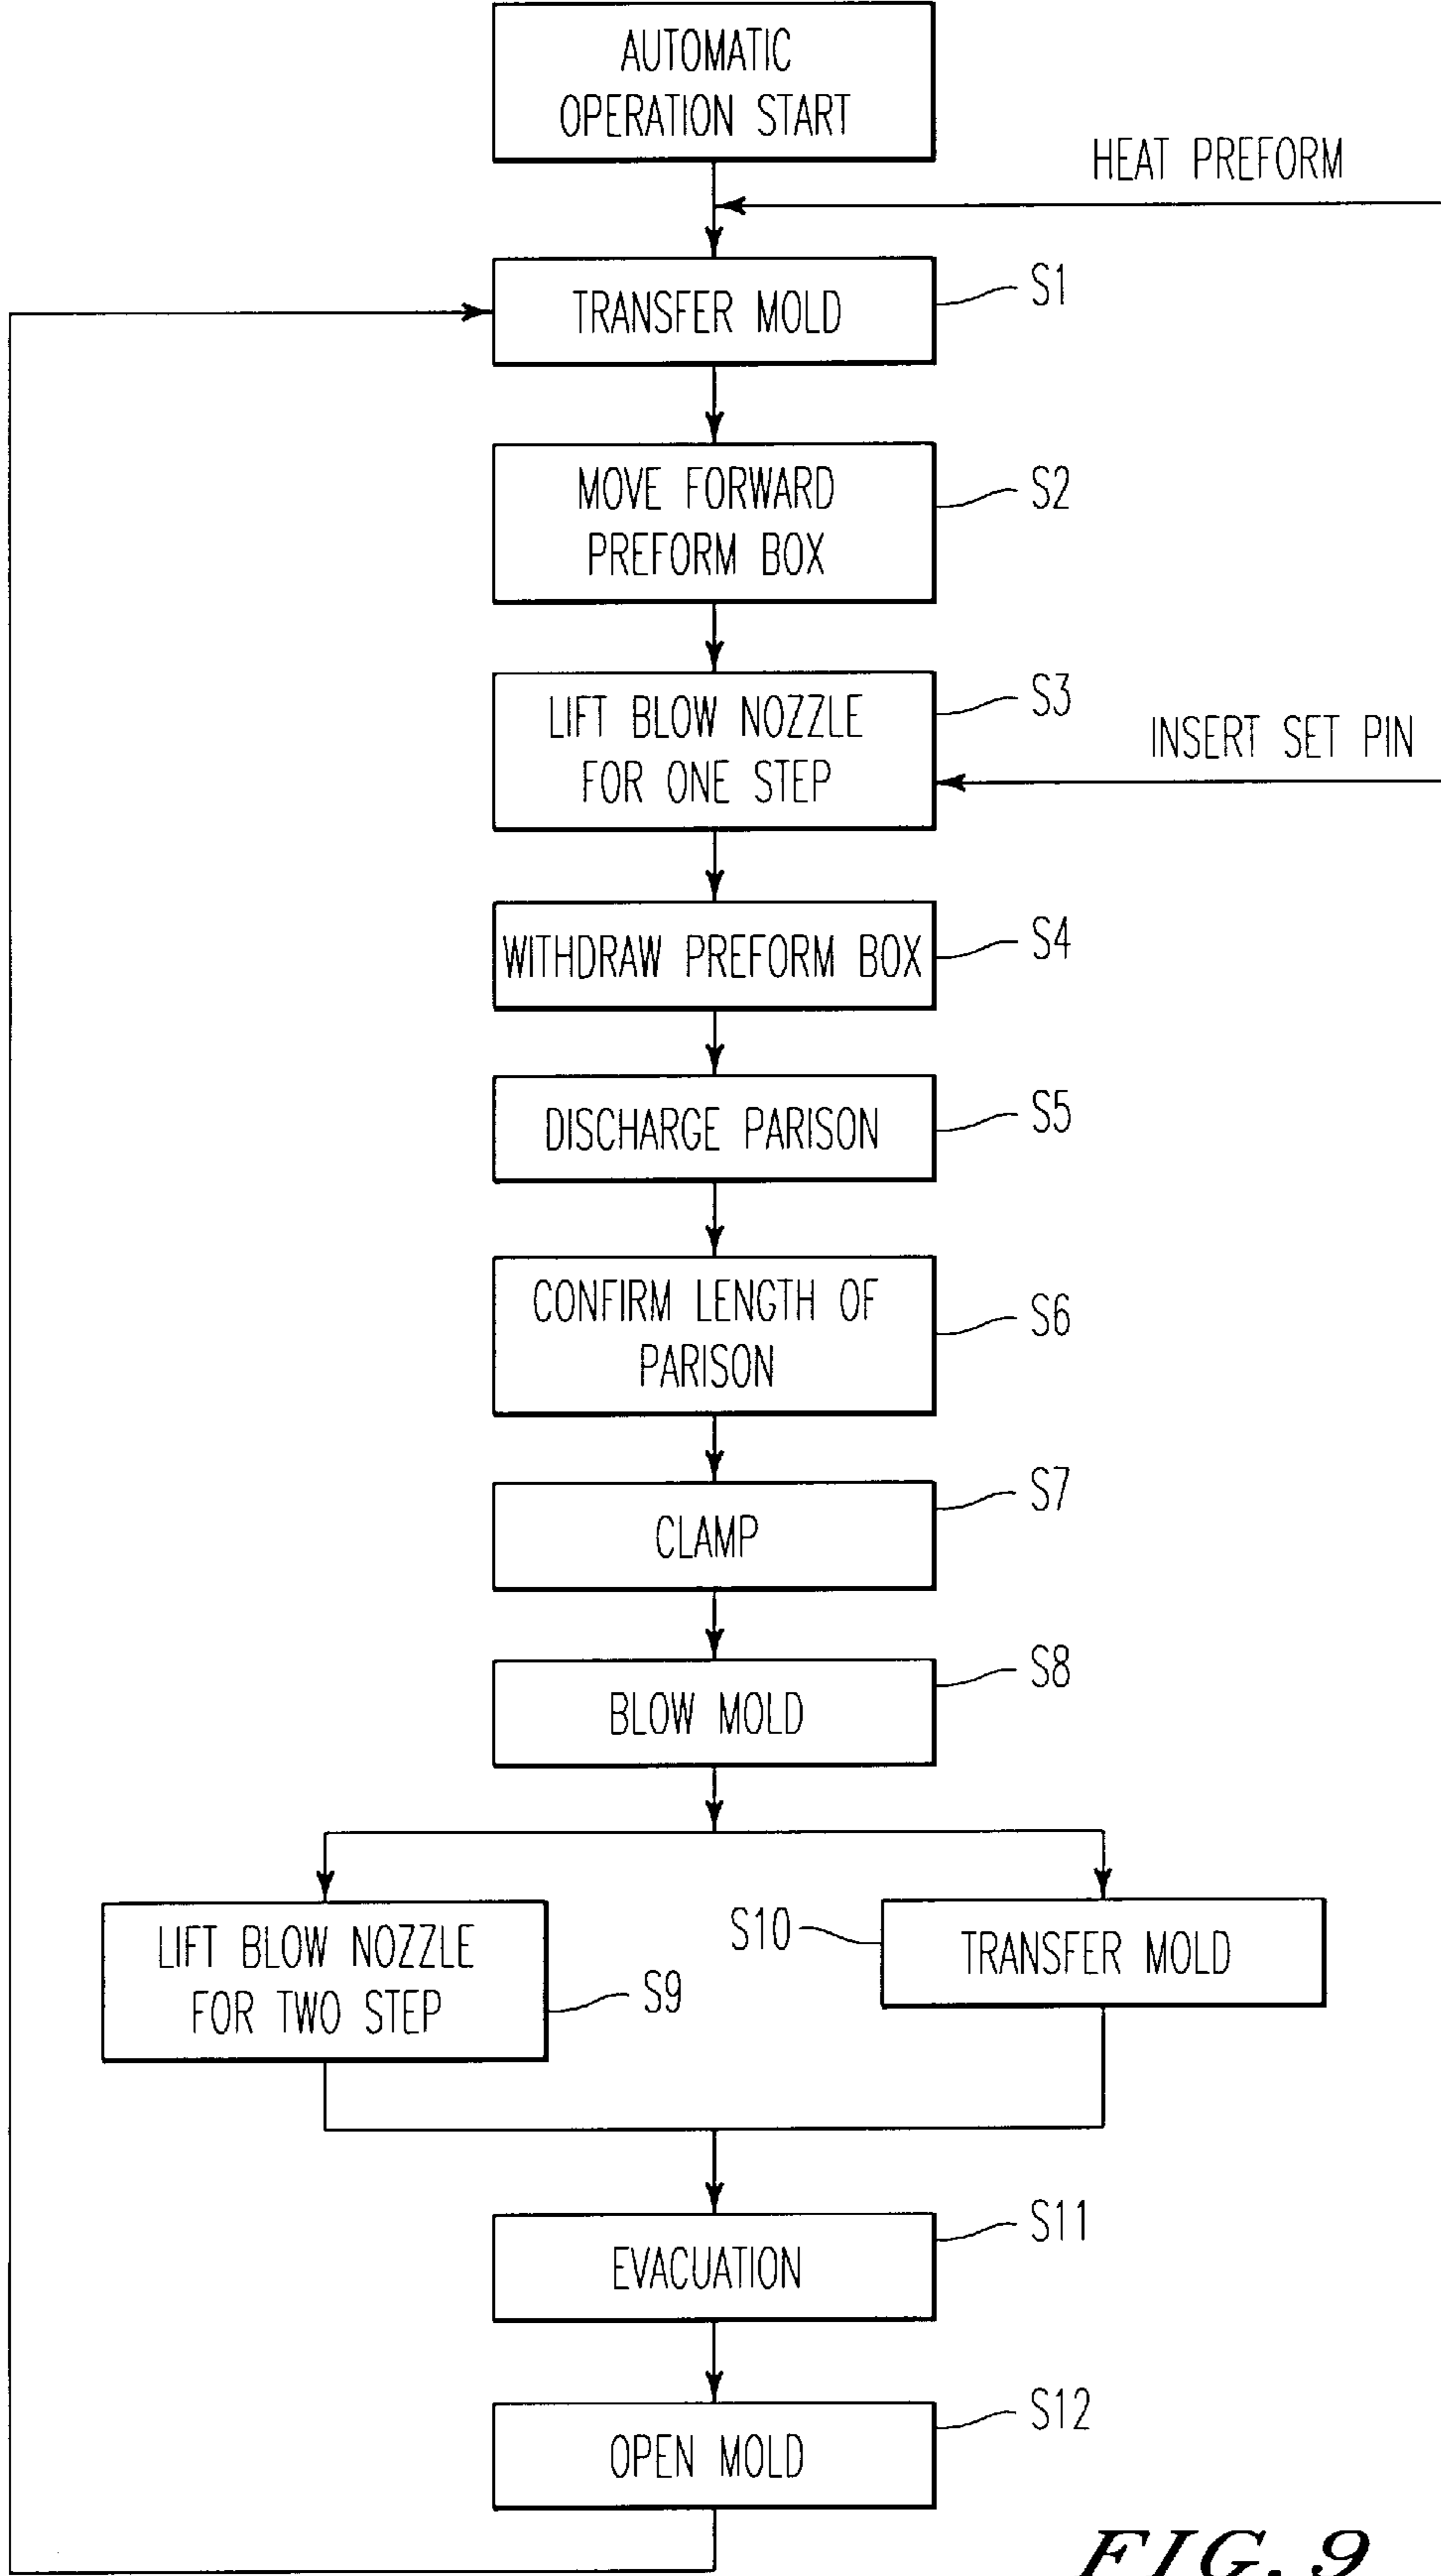 AUTOMATIC
OPERATION START
HEAT PREFORM
TRANSFER MOLD
S1
MOVE FORWARD
PREFORM BOX
S2
LIFT BLOW NOZZLE
FOR ONE STEP
S3
INSERT SET PIN
WITHDRAW PREFORM BOX
S4
DISCHARGE PARISON
S5
CONFIRM LENGTH OF
PARISON
S6
CLAMP
S7
BLOW MOLD
S8
LIFT BLOW NOZZLE
FOR TWO STEP
S9
S10
TRANSFER MOLD
EVACUATION
S11
OPEN MOLD
S12
FIG. 9